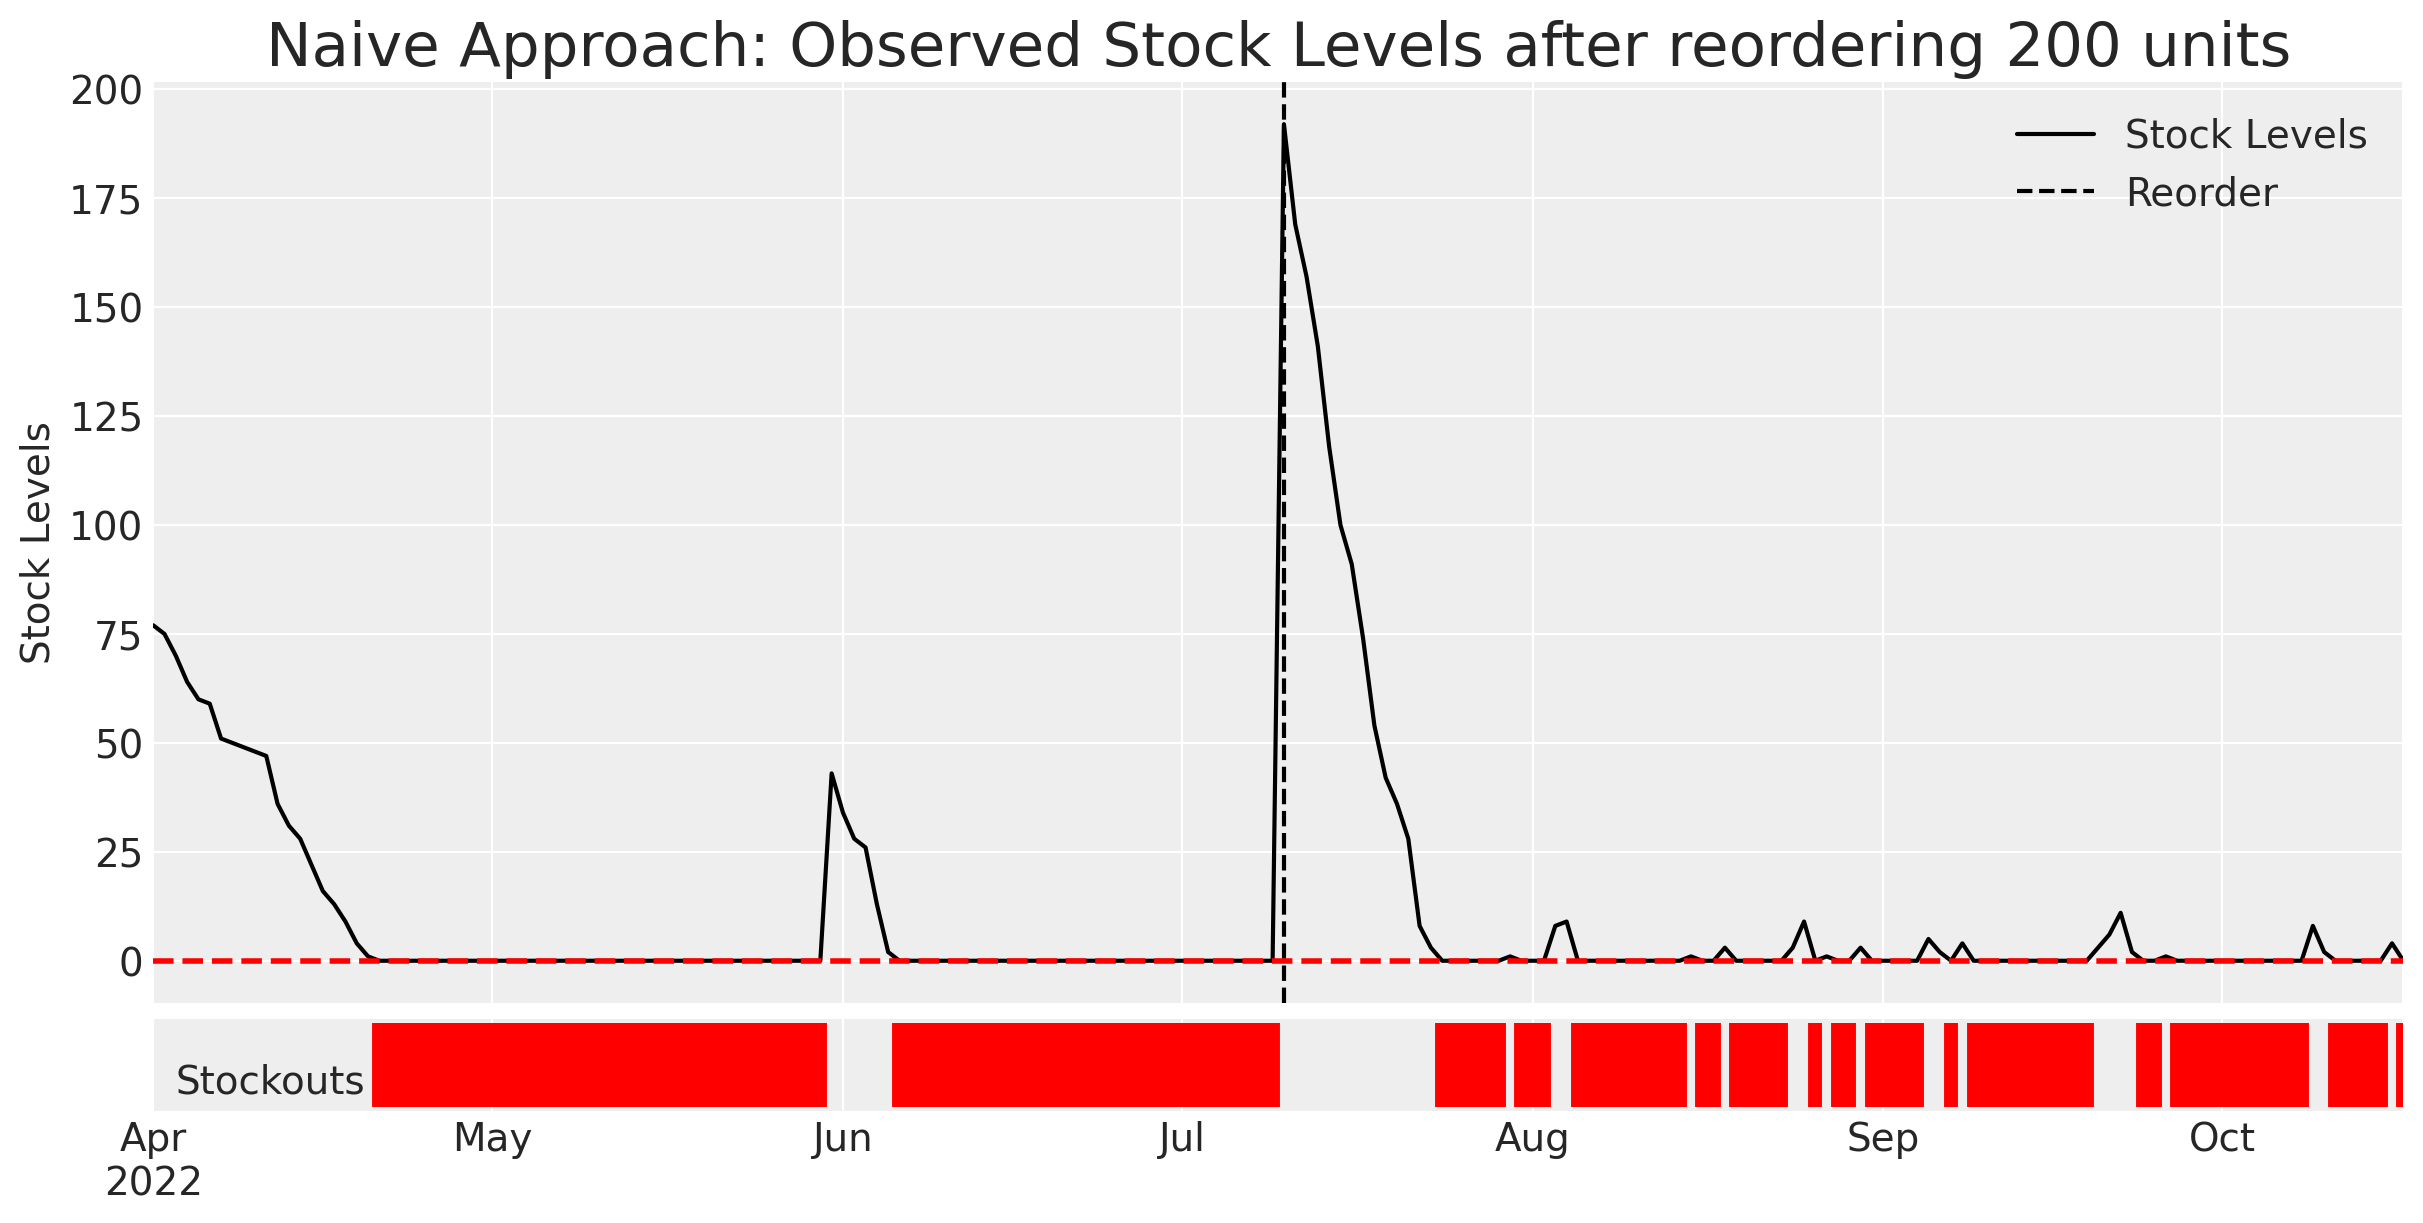 Naive Approach: Observed Stock Levels after reordering 200 units
Stock Levels
200
175
150
125
100
75
50
25
0
Stock Levels
Reorder
Stockouts
Apr
2022
May
Jun
Jul
Aug
Sep
Oct